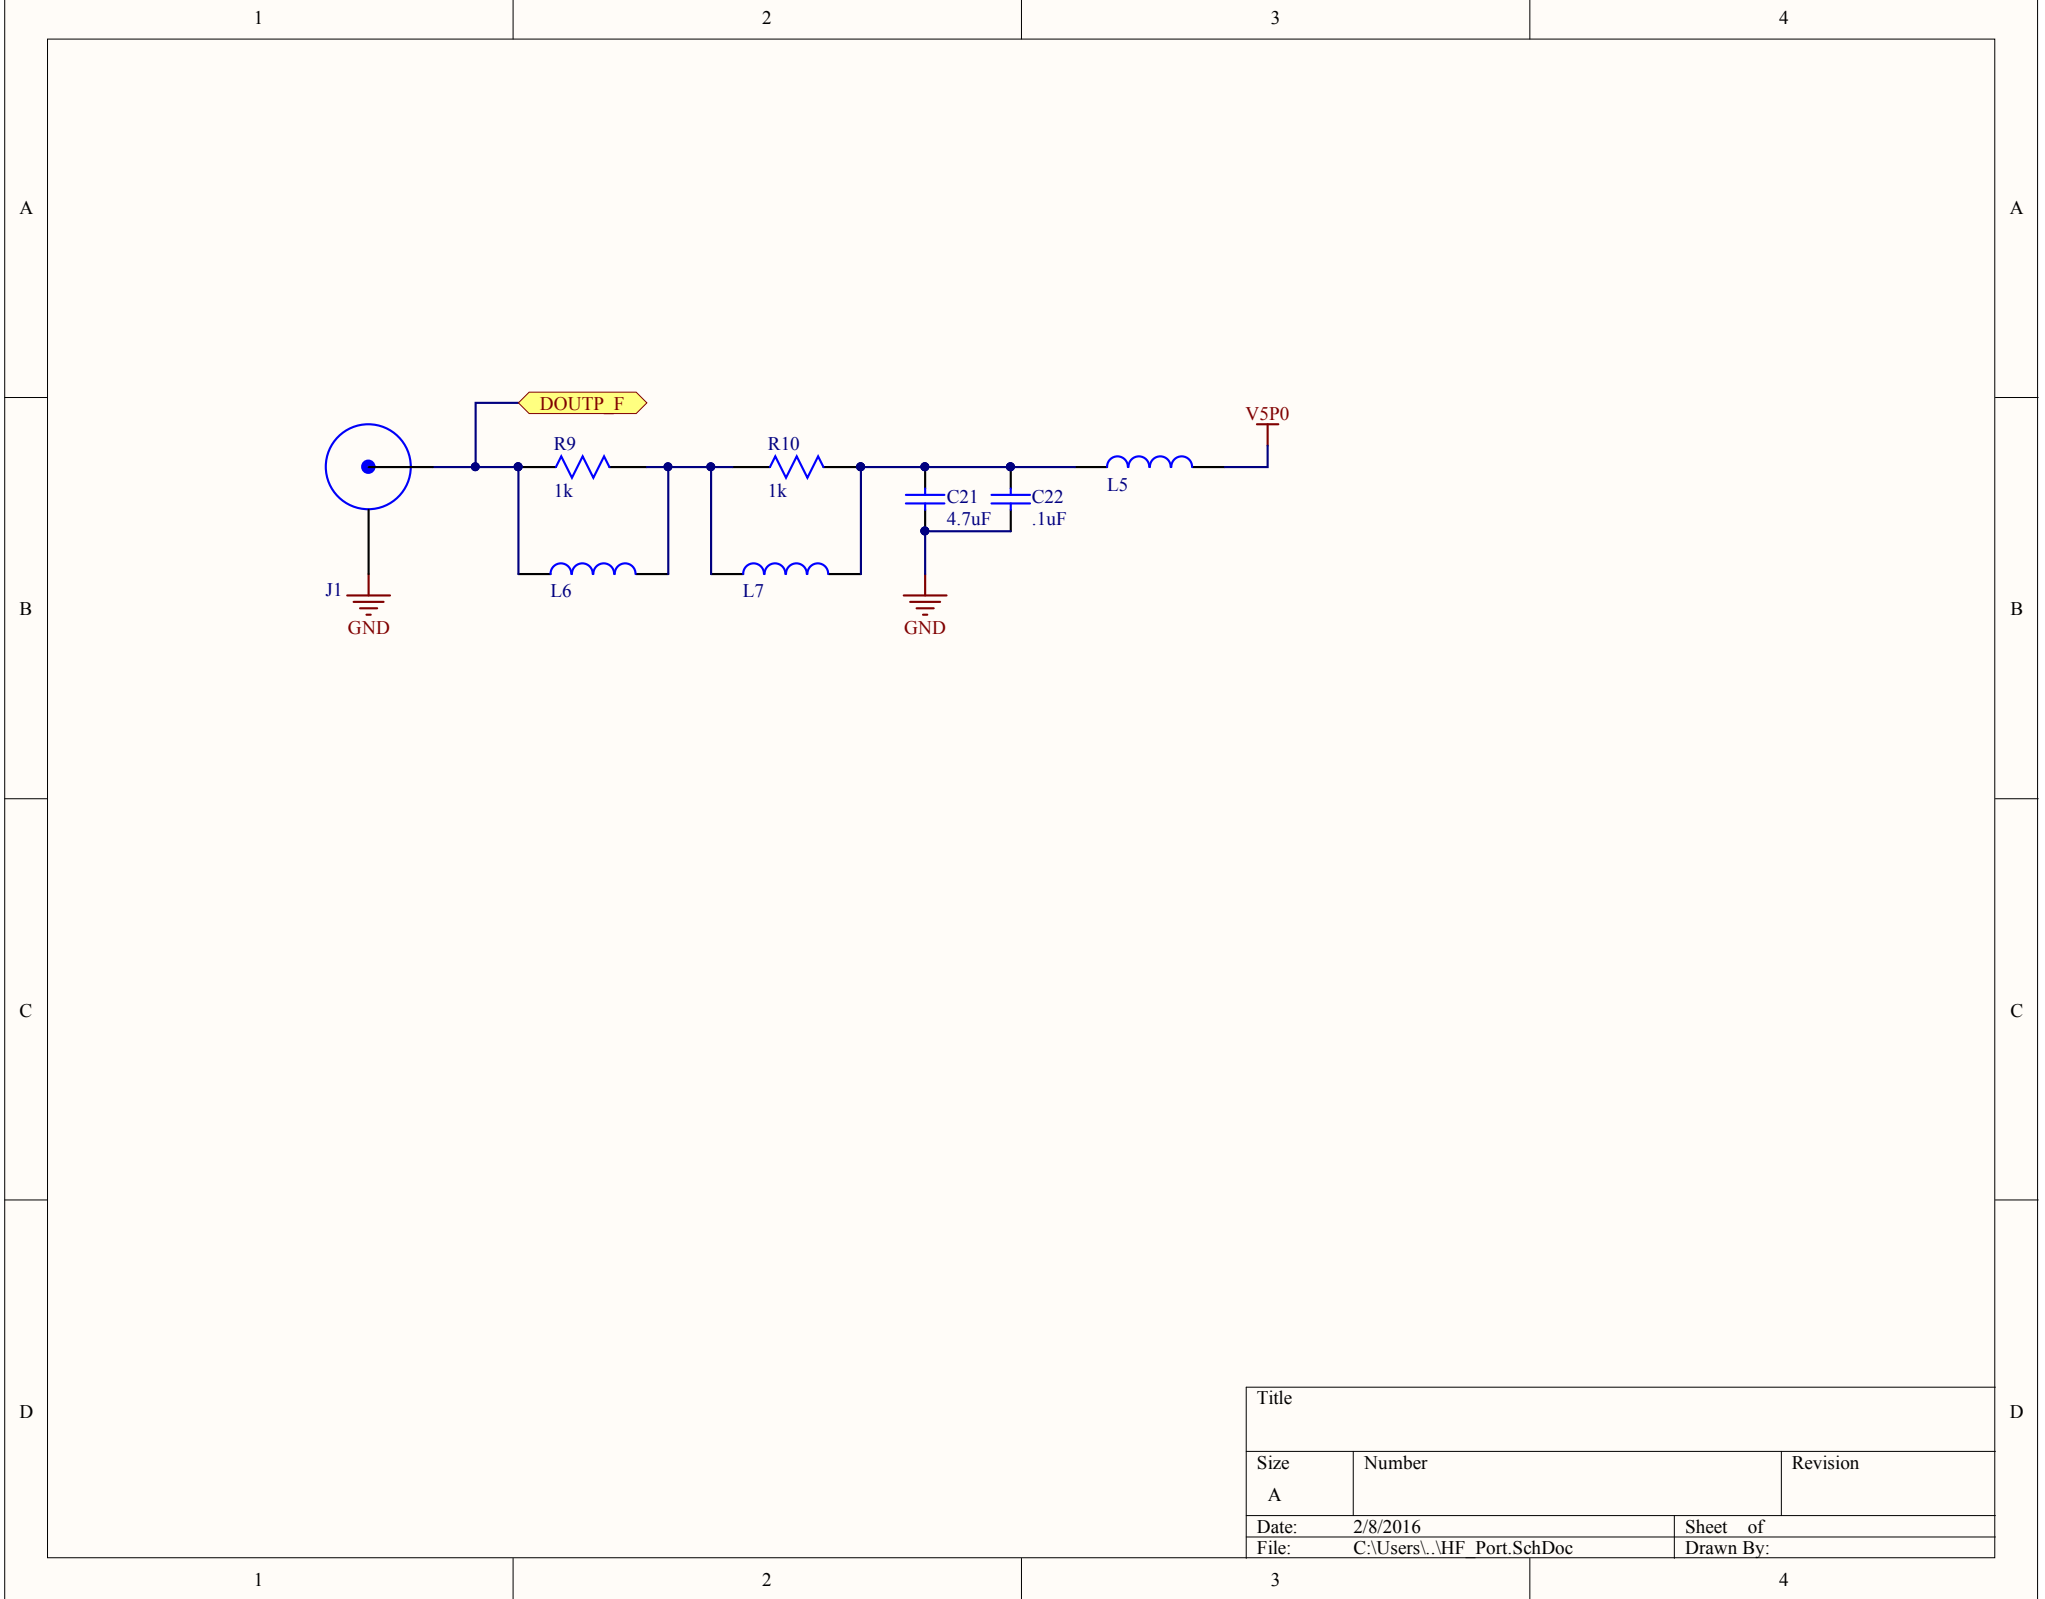 1 2 3 4
A A
DOUTP_F
V5P0
R9 R10
1k 1k
L5
C21 C22
4.7uF .1uF
J1 L6 L7
GND GND
B B
C C
D D
Title
Size Number Revision
A
Date: 2/8/2016 Sheet of
File: C:\Users\..\HF_Port.SchDoc Drawn By:
1 2 3 4